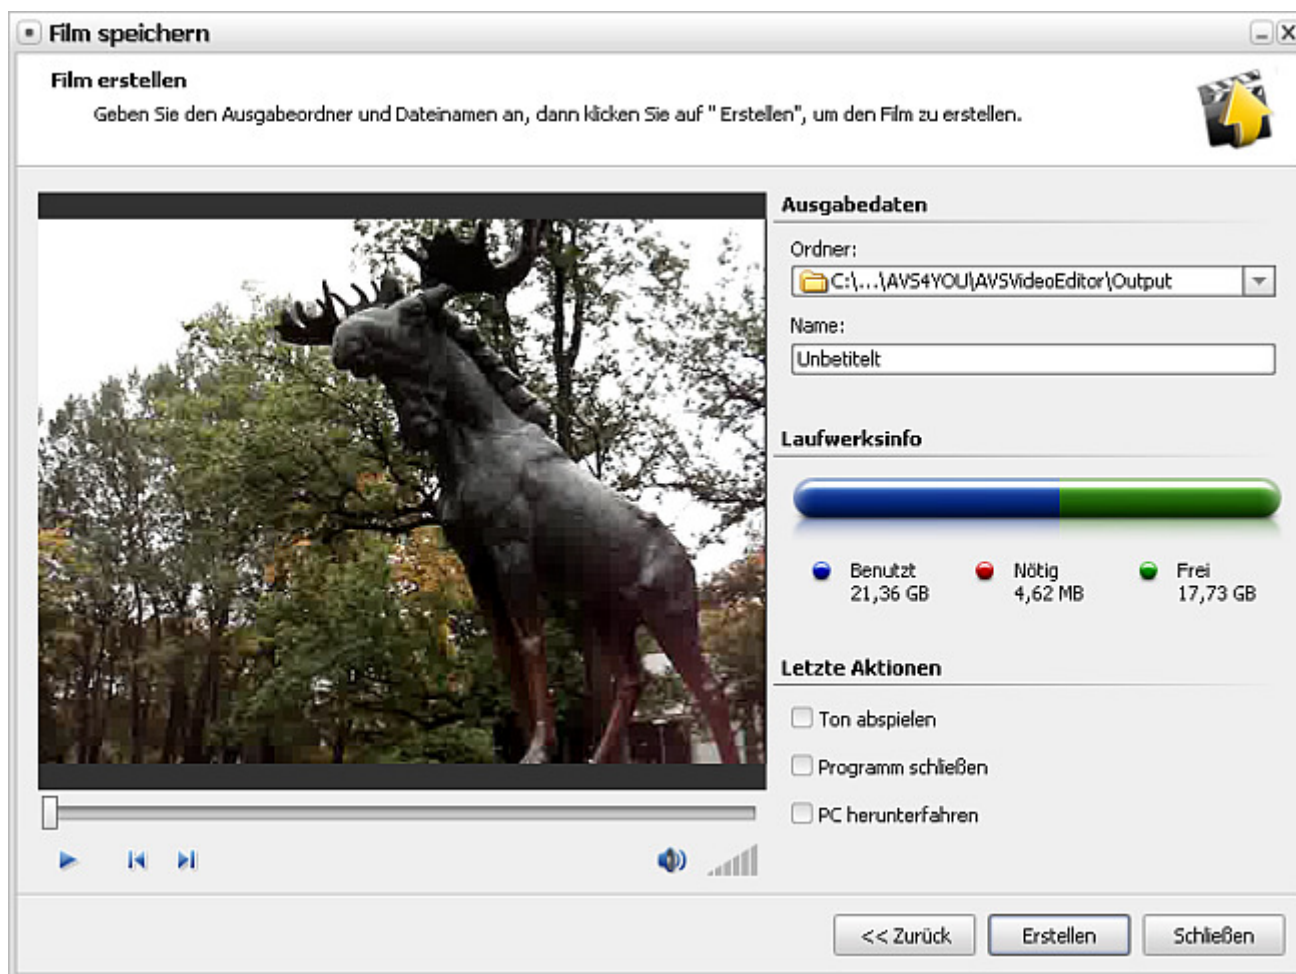 Film speichern
Film erstellen
Geben Sie den Ausgabeordner und Dateinamen an, dann klicken Sie auf " Erstellen", um den Film zu erstellen.
Ausgabedaten
Ordner:
C:\...\AVS4YOU\AVSVideoEditor\Output
Name:
Unbetitelt
Laufwerksinfo
Benutzt
21,36 GB
Nötig
4,62 MB
Frei
17,73 GB
Letzte Aktionen
Ton abspielen
Programm schließen
PC herunterfahren
<< Zurück
Erstellen
Schließen